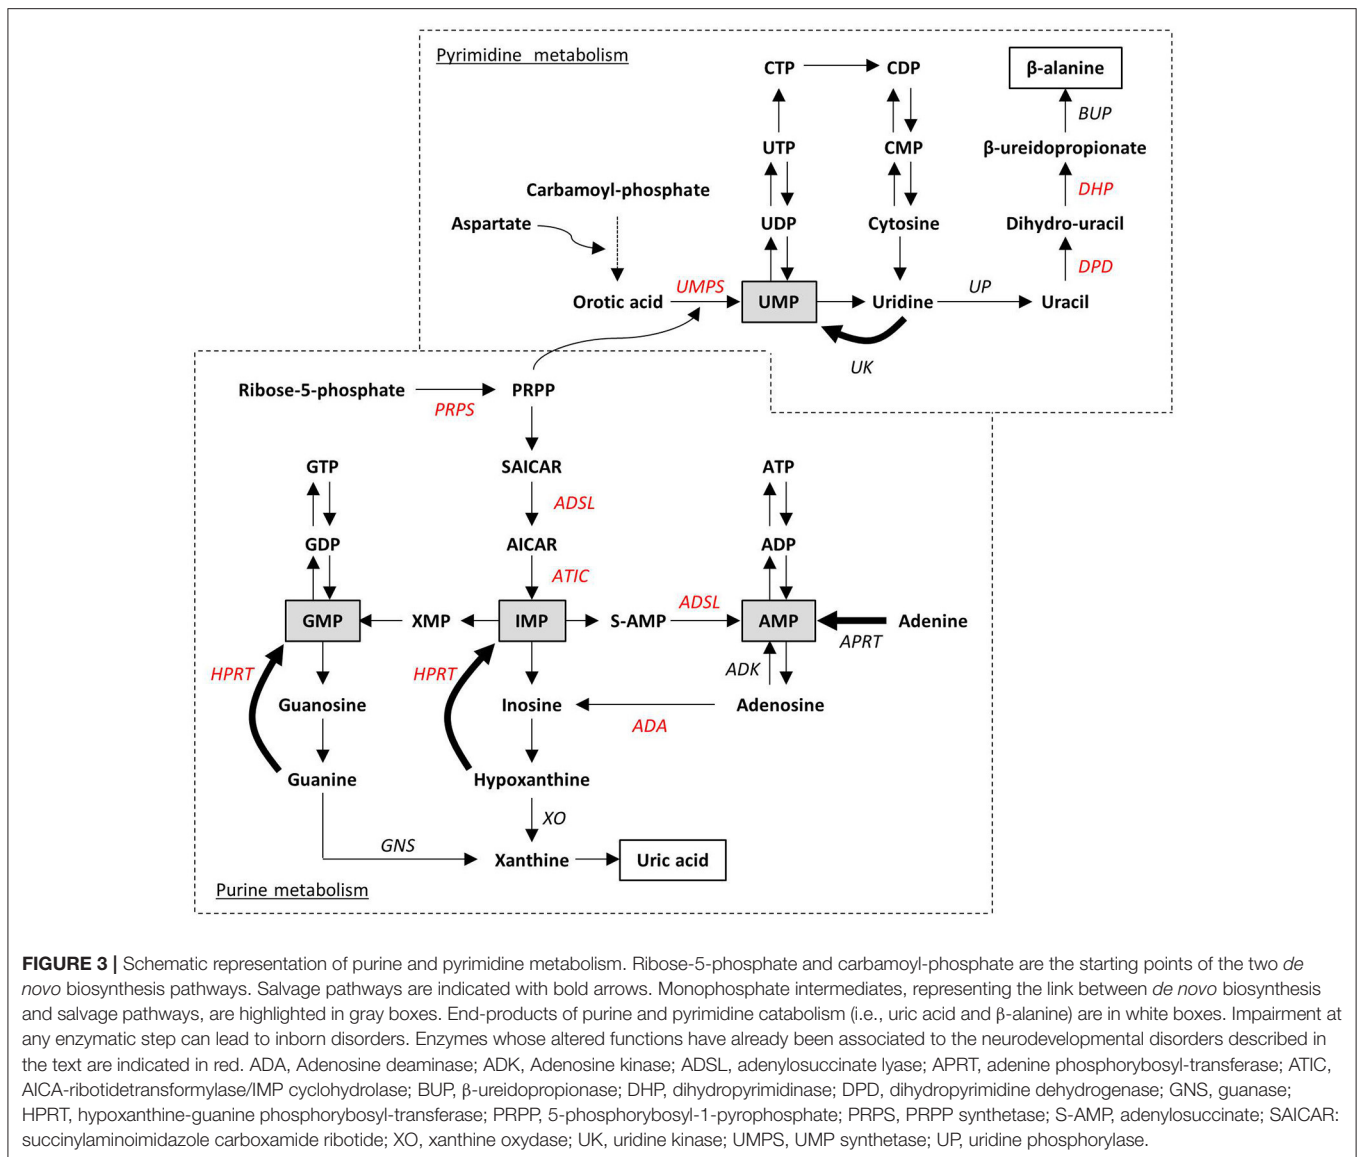 Pyrimidine metabolism
CTP
CDP
β-alanine
BUP
UTP
CMP
β-ureidopropionate
Carbamoyl-phosphate
DHP
Aspartate
UDP
Cytosine
Dihydro-uracil
UMPS
DPD
Orotic acid
UMP
Uridine
UP
Uracil
UK
Ribose-5-phosphate
PRPS
PRPP
GTP
SAICAR
ATP
ADSL
GDP
AICAR
ADP
ATIC
GMP
XMP
IMP
S-AMP
ADSL
AMP
APRT
Adenine
HPRT
HPRT
ADK
Guanosine
Inosine
ADA
Adenosine
Guanine
Hypoxanthine
XO
GNS
Xanthine
Uric acid
Purine metabolism
FIGURE 3 | Schematic representation of purine and pyrimidine metabolism. Ribose-5-phosphate and carbamoyl-phosphate are the starting points of the two de
novo biosynthesis pathways. Salvage pathways are indicated with bold arrows. Monophosphate intermediates, representing the link between de novo biosynthesis
and salvage pathways, are highlighted in gray boxes. End-products of purine and pyrimidine catabolism (i.e., uric acid and β-alanine) are in white boxes. Impairment at
any enzymatic step can lead to inborn disorders. Enzymes whose altered functions have already been associated to the neurodevelopmental disorders described in
the text are indicated in red. ADA, Adenosine deaminase; ADK, Adenosine kinase; ADSL, adenylosuccinate lyase; APRT, adenine phosphorybosyl-transferase; ATIC,
AICA-ribotidetransformylase/IMP cyclohydrolase; BUP, β-ureidopropionase; DHP, dihydropyrimidinase; DPD, dihydropyrimidine dehydrogenase; GNS, guanase;
HPRT, hypoxanthine-guanine phosphorybosyl-transferase; PRPP, 5-phosphorybosyl-1-pyrophosphate; PRPS, PRPP synthetase; S-AMP, adenylosuccinate; SAICAR:
succinylaminoimidazole carboxamide ribotide; XO, xanthine oxydase; UK, uridine kinase; UMPS, UMP synthetase; UP, uridine phosphorylase.